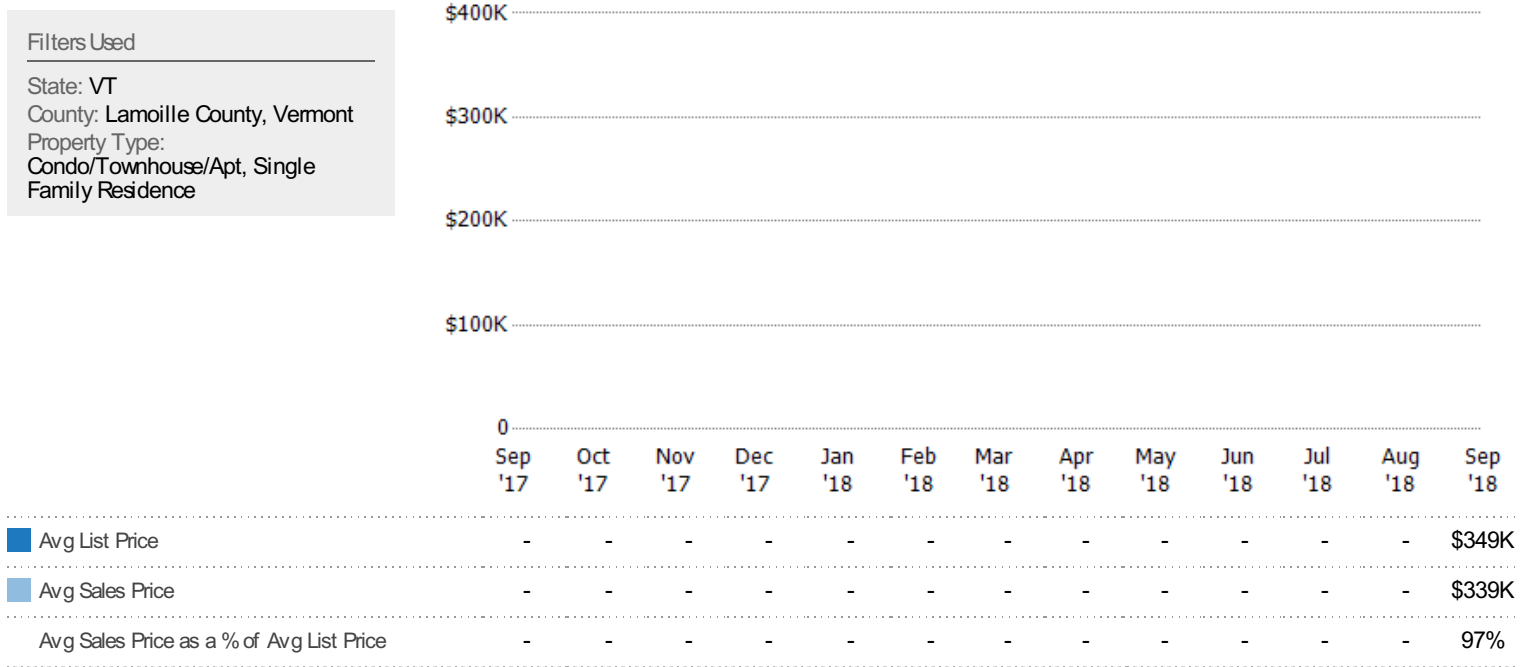 Filters Used
State: VT
County: Lamoille County, Vermont
Property Type:
Condo/Townhouse/Apt, Single
Family Residence
$400K
$300K
$200K
$100K
0
Sep Oct Nov Dec Jan Feb Mar Apr May Jun Jul Aug Sep
'17 '17 '17 '17 '18 '18 '18 '18 '18 '18 '18 '18 '18
Avg List Price - - - - - - - - - - - - $349K
Avg Sales Price - - - - - - - - - - - - $339K
Avg Sales Price as a % of Avg List Price - - - - - - - - - - - - 97%